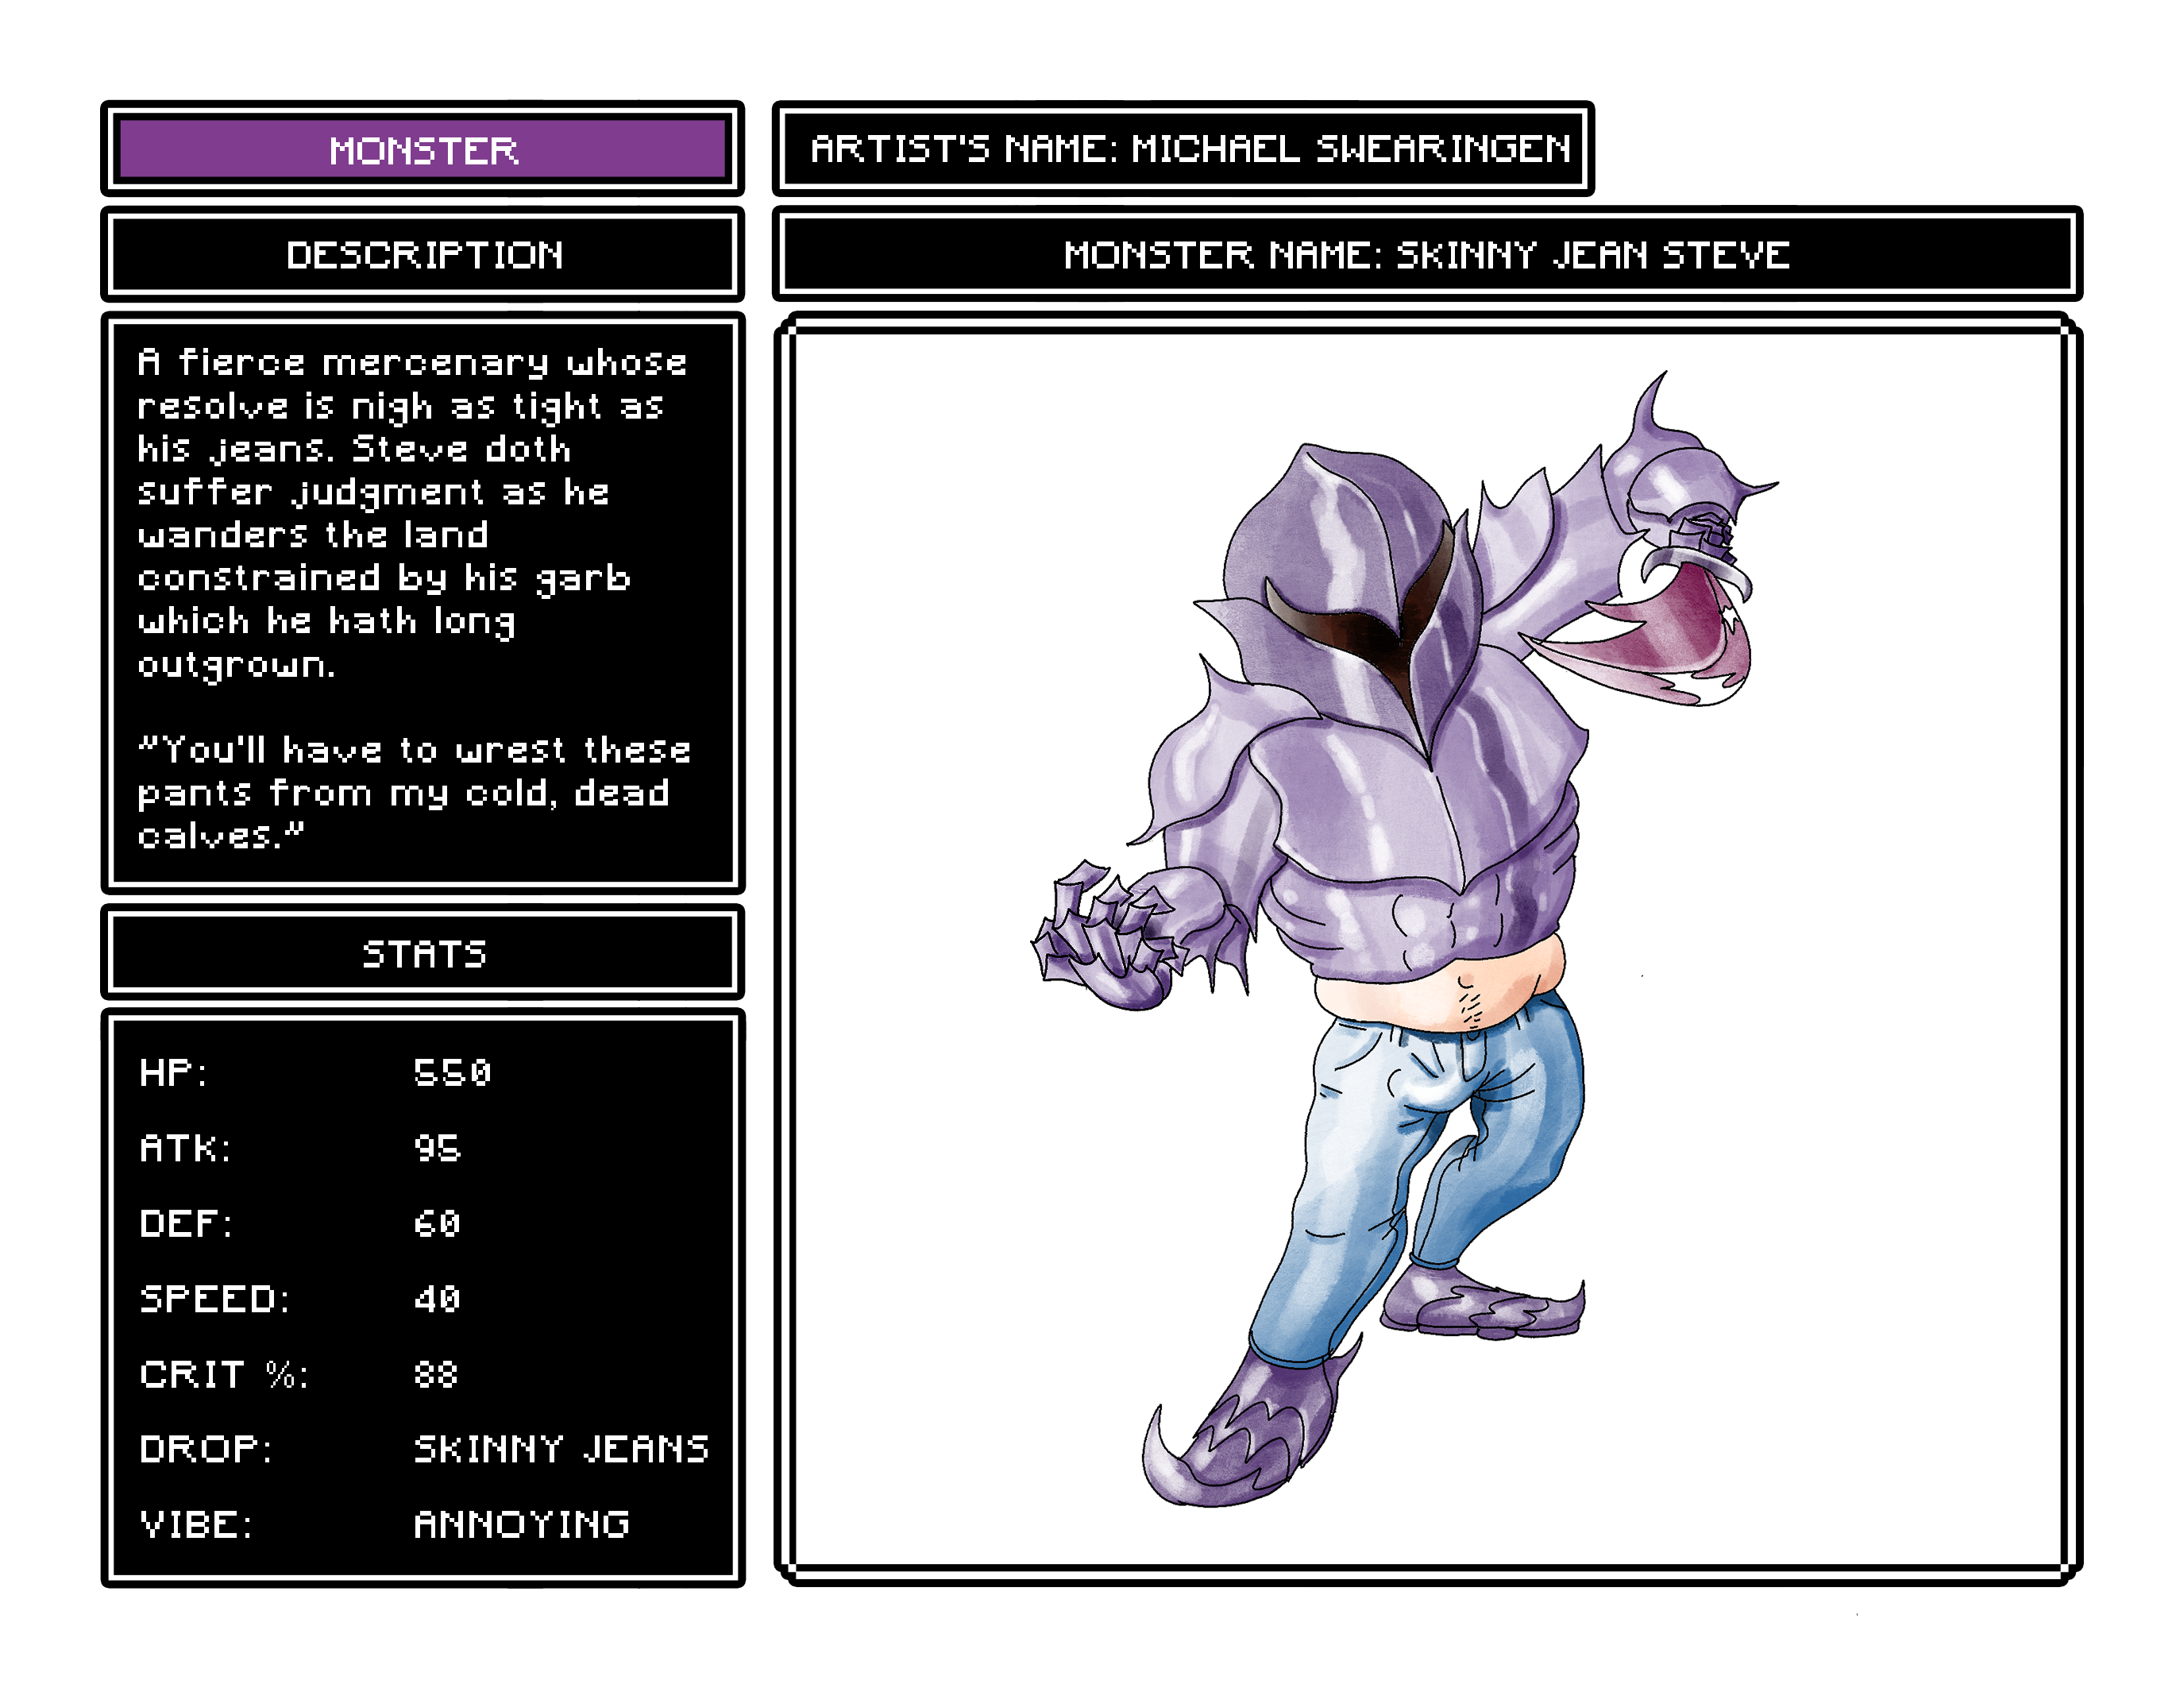 MONSTER
ARTIST'S NAME: MICHAEL SWEARINGEN
DESCRIPTION
MONSTER NAME: SKINNY JEAN STEVE
A fierce mercenary whose
resolve is nigh as tight as
his jeans. Steve doth
suffer judgment as he
wanders the land
constrained by his garb
which he hath long
outgrown.
"You'll have to wrest these
pants from my cold, dead
calves."
STATS
HP: 550
ATK: 95
DEF: 60
SPEED: 40
CRIT %: 88
DROP: SKINNY JEANS
VIBE: ANNOYING